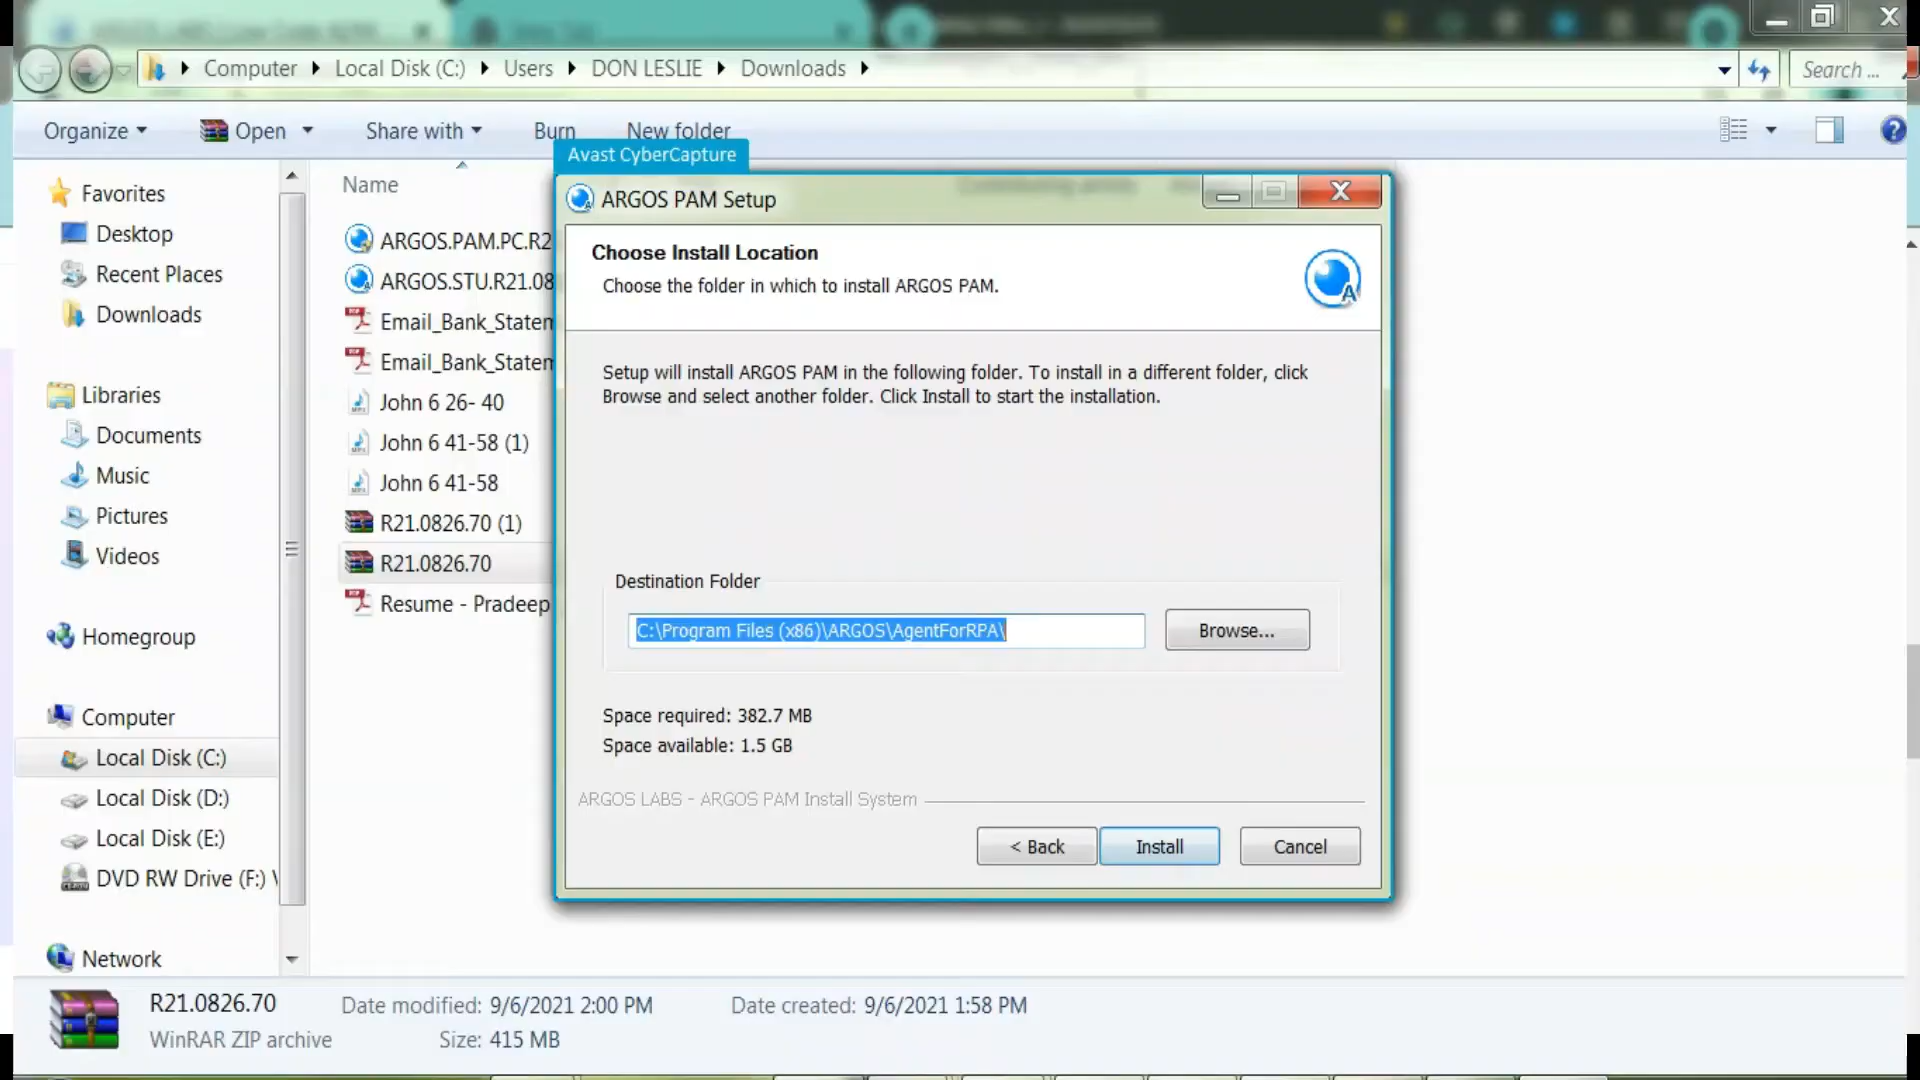 Computer Local Disk (C:) Users DON LESLIE Downloads
Search ...
Organize Open Share with Burn New folder
Avast CyberCapture
Name
ARGOS PAM Setup
Favorites
Desktop
Recent Places
Downloads
Libraries
Documents
Music
Pictures
Videos
Homegroup
Computer
Local Disk (C:)
Local Disk (D:)
Local Disk (E:)
DVD RW Drive (F:)
Network
ARGOS.PAM.PC.R2
ARGOS.STU.R21.08
Email_Bank_Statem
Email_Bank_Statem
John 6 26- 40
John 6 41-58 (1)
John 6 41-58
R21.0826.70 (1)
R21.0826.70
Resume - Pradeep
Choose Install Location
Choose the folder in which to install ARGOS PAM.
Setup will install ARGOS PAM in the following folder. To install in a different folder, click
Browse and select another folder. Click Install to start the installation.
Destination Folder
C:\Program Files (x86)\ARGOS\AgentForRPA\
Browse...
Space required: 382.7 MB
Space available: 1.5 GB
ARGOS LABS - ARGOS PAM Install System
< Back Install Cancel
R21.0826.70 Date modified: 9/6/2021 2:00 PM Date created: 9/6/2021 1:58 PM
WinRAR ZIP archive Size: 415 MB